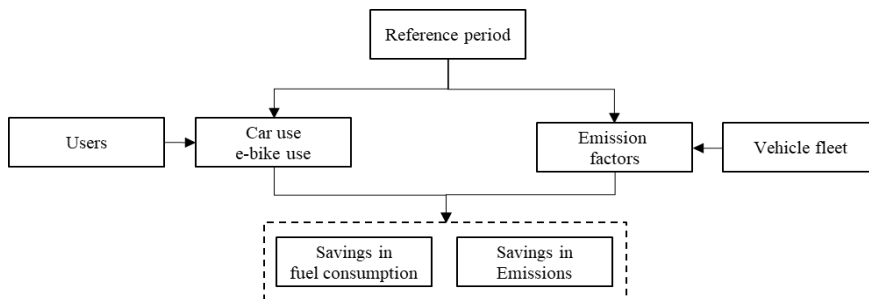 Reference period
Users
Car use
e-bike use
Emission
factors
Vehicle fleet
Savings in
fuel consumption
Savings in
Emissions